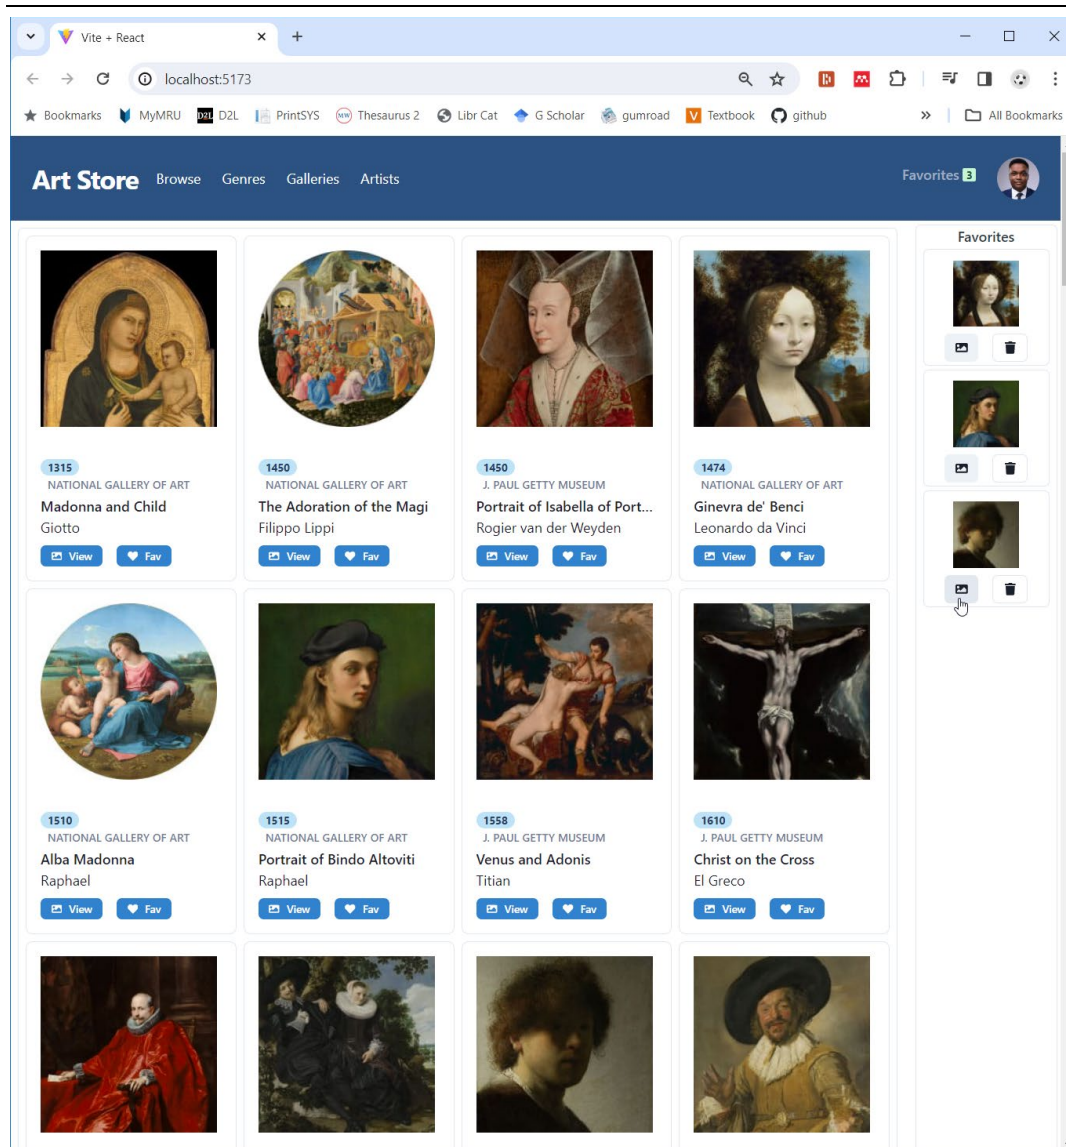 Vite + React
localhost:5173
Bookmarks MyMRU D2L D2L PrintSYS MW Thesaurus 2 Libr Cat G Scholar gumroad V Textbook github » All Bookmarks
Art Store Browse Genres Galleries Artists Favorites 3
Favorites
1315
NATIONAL GALLERY OF ART
Madonna and Child
Giotto
View Fav
1450
NATIONAL GALLERY OF ART
The Adoration of the Magi
Filippo Lippi
View Fav
1450
J. PAUL GETTY MUSEUM
Portrait of Isabella of Port...
Rogier van der Weyden
View Fav
1474
NATIONAL GALLERY OF ART
Ginevra de' Benci
Leonardo da Vinci
View Fav
1510
NATIONAL GALLERY OF ART
Alba Madonna
Raphael
View Fav
1515
NATIONAL GALLERY OF ART
Portrait of Bindo Altoviti
Raphael
View Fav
1558
J. PAUL GETTY MUSEUM
Venus and Adonis
Titian
View Fav
1610
J. PAUL GETTY MUSEUM
Christ on the Cross
El Greco
View Fav